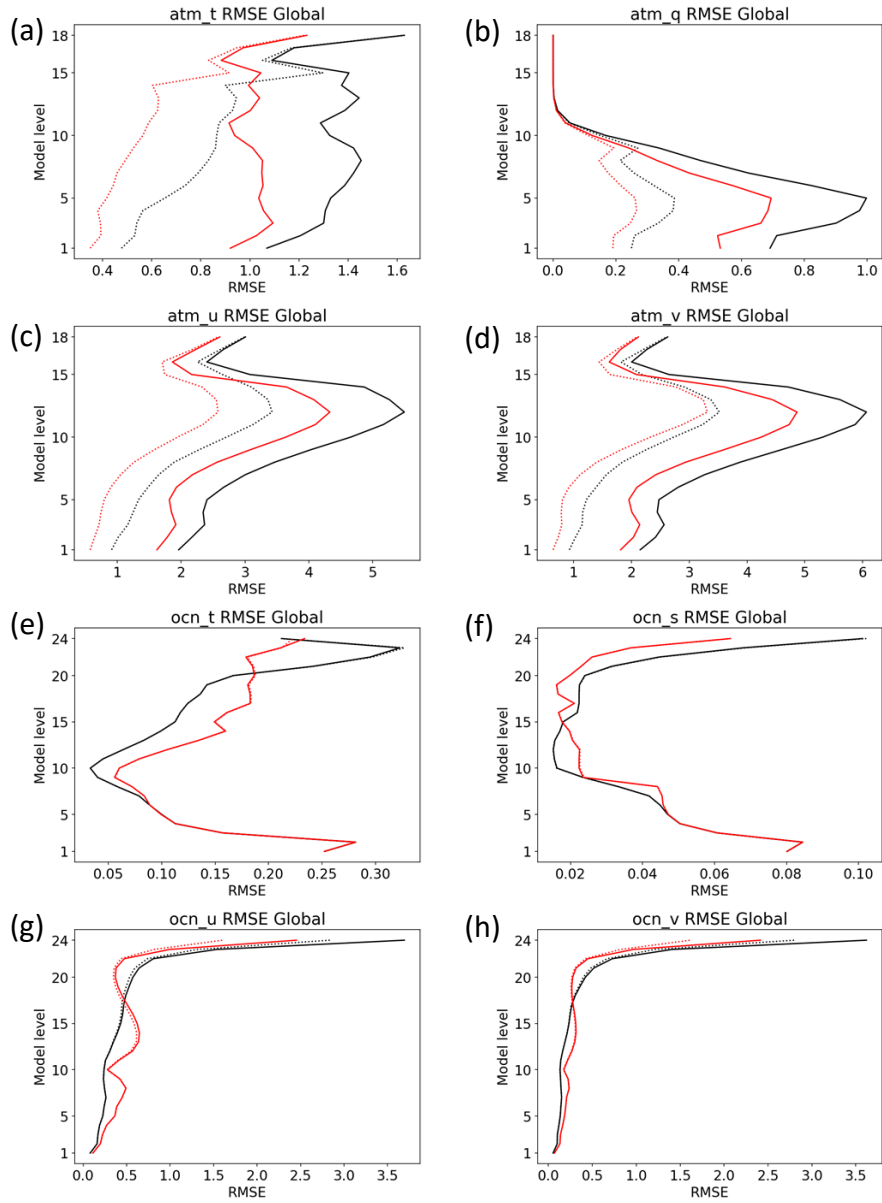 (a)
atm_t RMSE Global
18
15
10
5
1
Model level
0.4 0.6 0.8 1.0 1.2 1.4 1.6
RMSE
(b)
atm_q RMSE Global
18
15
10
5
1
Model level
0.0 0.2 0.4 0.6 0.8 1.0
RMSE
(c)
atm_u RMSE Global
18
15
10
5
1
Model level
1 2 3 4 5
RMSE
(d)
atm_v RMSE Global
18
15
10
5
1
Model level
1 2 3 4 5 6
RMSE
(e)
ocn_t RMSE Global
24
20
15
10
5
1
Model level
0.05 0.10 0.15 0.20 0.25 0.30
RMSE
(f)
ocn_s RMSE Global
24
20
15
10
5
1
Model level
0.02 0.04 0.06 0.08 0.10
RMSE
(g)
ocn_u RMSE Global
24
20
15
10
5
1
Model level
0.0 0.5 1.0 1.5 2.0 2.5 3.0 3.5
RMSE
(h)
ocn_v RMSE Global
24
20
15
10
5
1
Model level
0.0 0.5 1.0 1.5 2.0 2.5 3.0 3.5
RMSE